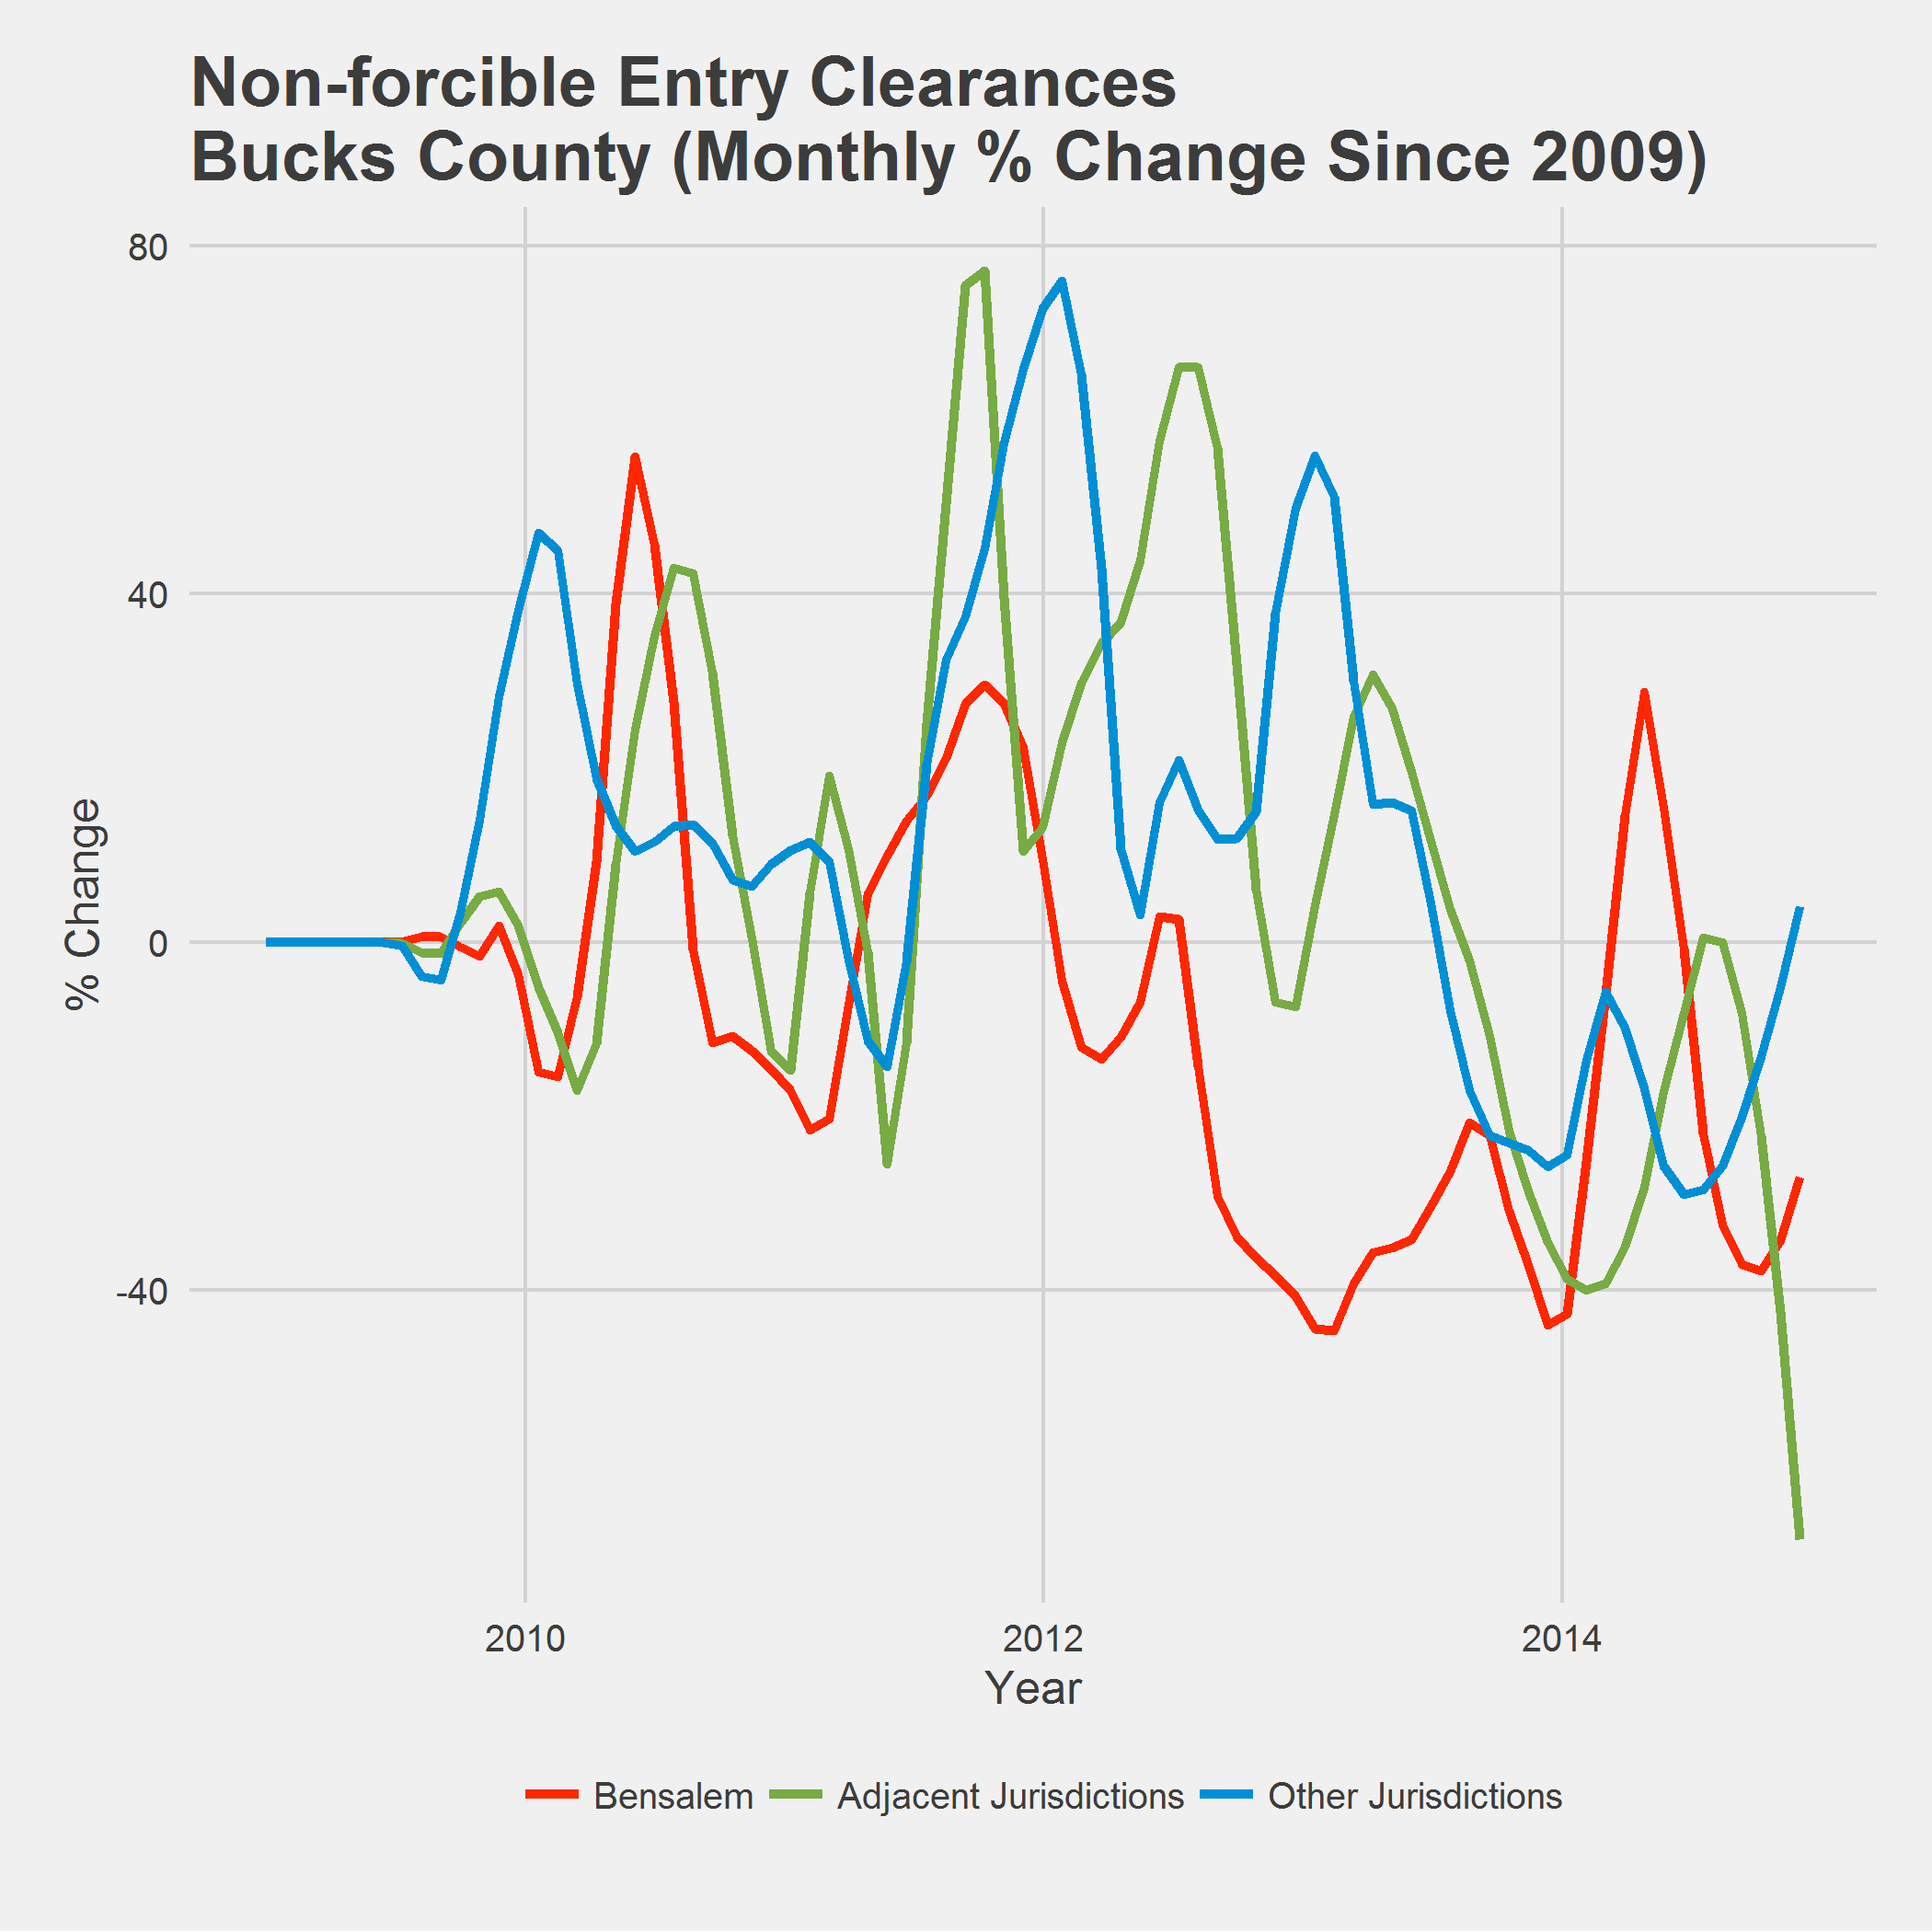 Non-forcible Entry Clearances
Bucks County (Monthly % Change Since 2009)
80
40
0
-40
% Change
2010 2012 2014
Year
Bensalem Adjacent Jurisdictions Other Jurisdictions